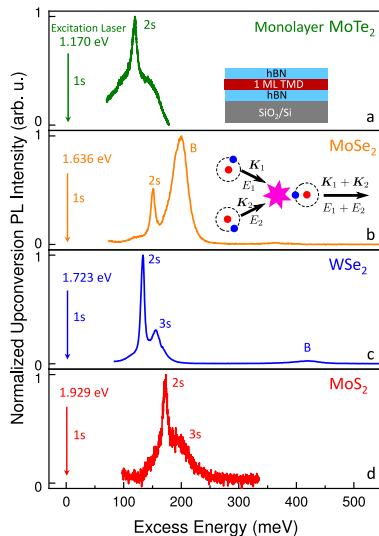 Normalized Upconversion PL Intensity (arb. u.)
Excitation Laser
1.170 eV
1s
2s
Monolayer MoTe₂
hBN
1 ML TMD
hBN
SiO₂/Si
a
1
0
MoSe₂
1.636 eV
1s
2s
B
K₁
E₁
K₂
E₂
K₁ + K₂
E₁ + E₂
b
1
0
WSe₂
1.723 eV
1s
2s
3s
B
c
1
0
MoS₂
1.929 eV
1s
2s
3s
d
1
0
0 100 200 300 400 500
Excess Energy (meV)